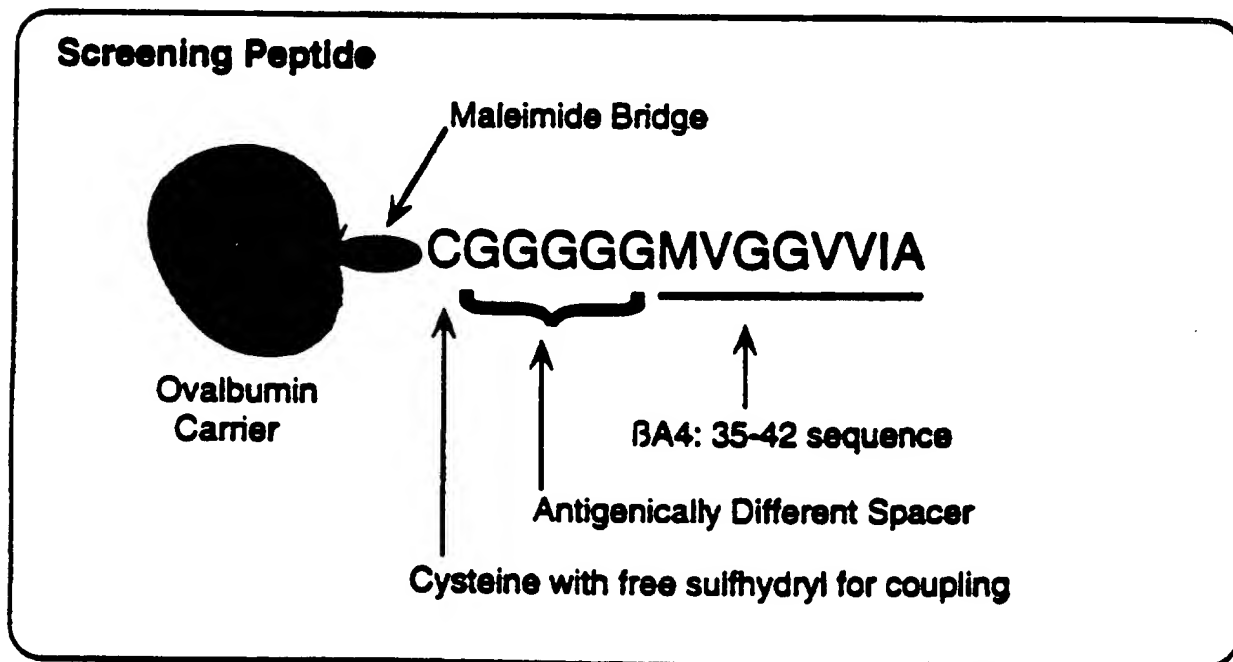 Screening Peptide
Maleimide Bridge
CGGGGGMVGGVVIA
Ovalbumin
Carrier
βA4: 35-42 sequence
Antigenically Different Spacer
Cysteine with free sulfhydryl for coupling